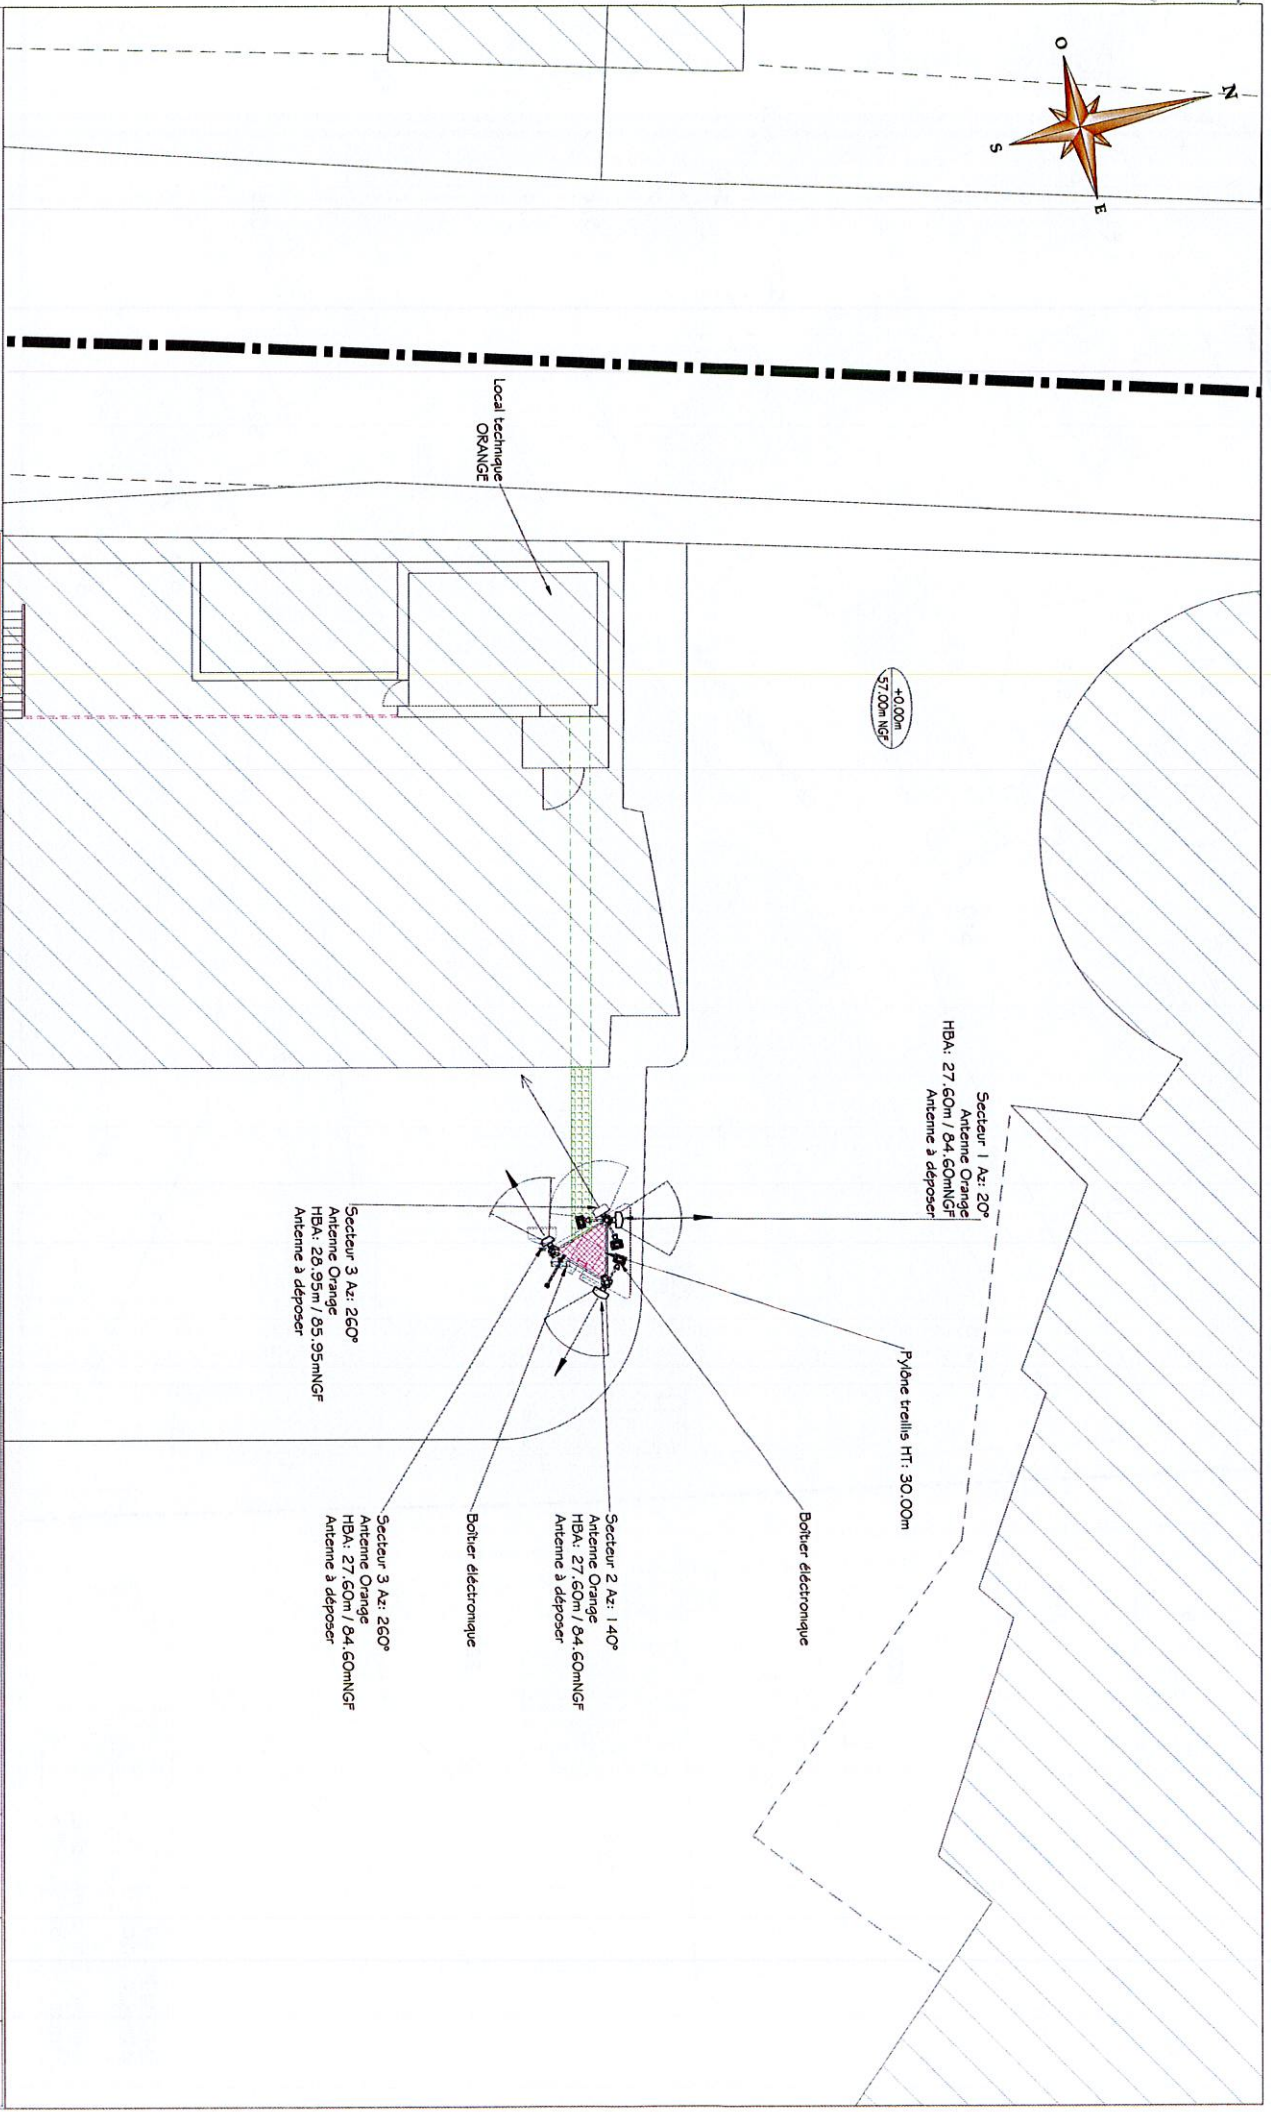 N
O
S
E
Local technique
ORANGE
+0.00m
57.00m NGF
Secteur 1 Az: 20°
Antenne Orange
HBA: 27.60m / 84.60mNGF
Antenne à déposer
Pylône treillis HT: 30.00m
Boîtier éléctronique
Secteur 2 Az: 140°
Antenne Orange
HBA: 27.60m / 84.60mNGF
Antenne à déposer
Boîtier éléctronique
Secteur 3 Az: 260°
Antenne Orange
HBA: 28.95m / 85.95mNGF
Antenne à déposer
Secteur 3 Az: 260°
Antenne Orange
HBA: 27.60m / 84.60mNGF
Antenne à déposer